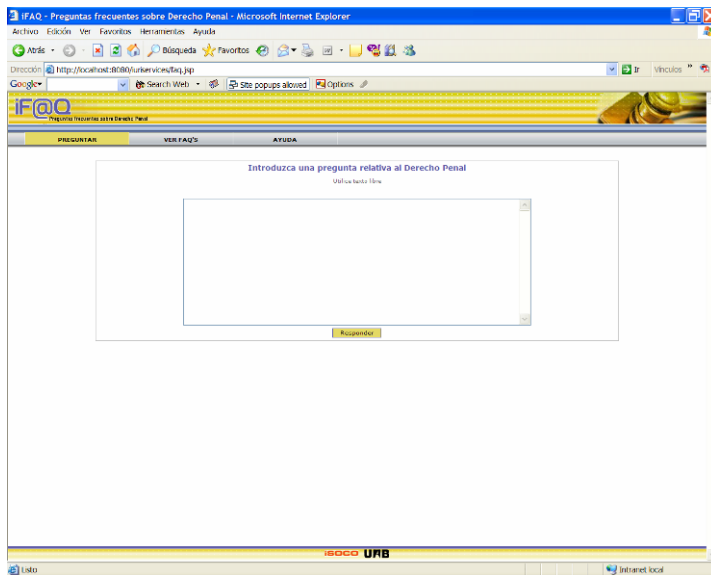 iFAQ - Preguntas frecuentes sobre Derecho Penal - Microsoft Internet Explorer
Archivo Edición Ver Favoritos Herramientas Ayuda
Atrás Búsqueda Favoritos
Dirección http://localhost:8080/iuriservices/faq.jsp Ir Vínculos »
Google Search Web Site popups allowed Options
iF@Q
Preguntas frecuentes sobre Derecho Penal
PREGUNTAR VER FAQ'S AYUDA
Introduzca una pregunta relativa al Derecho Penal
Utilice texto libre
Responder
iSOCO UAB
Listo Intranet local